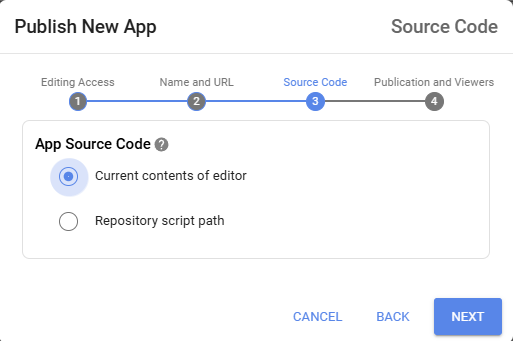 Publish New App
Source Code
Editing Access
Name and URL
Source Code
Publication and Viewers
1
2
3
4
App Source Code ?
Current contents of editor
Repository script path
CANCEL
BACK
NEXT